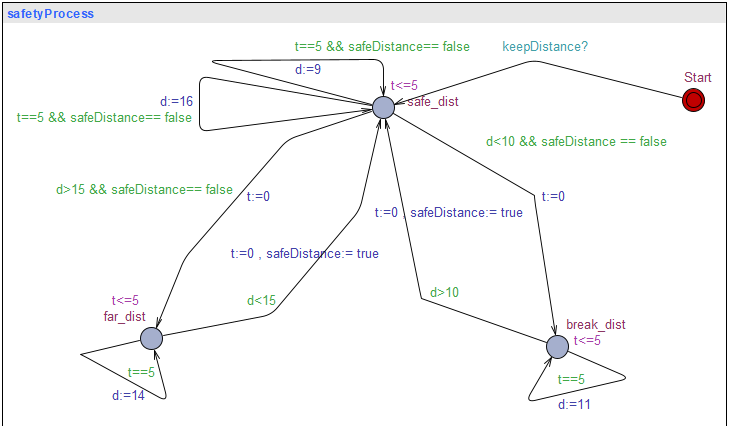 safetyProcess
t==5 && safeDistance== false
keepDistance?
d:=9
Start
t<=5
d:=16
safe_dist
t==5 && safeDistance== false
d<10 && safeDistance == false
d>15 && safeDistance== false
t:=0
t:=0
t:=0 , safeDistance:= true
t:=0 , safeDistance:= true
d>10
t<=5
d<15
far_dist
break_dist
t<=5
t==5
t==5
d:=14
d:=11